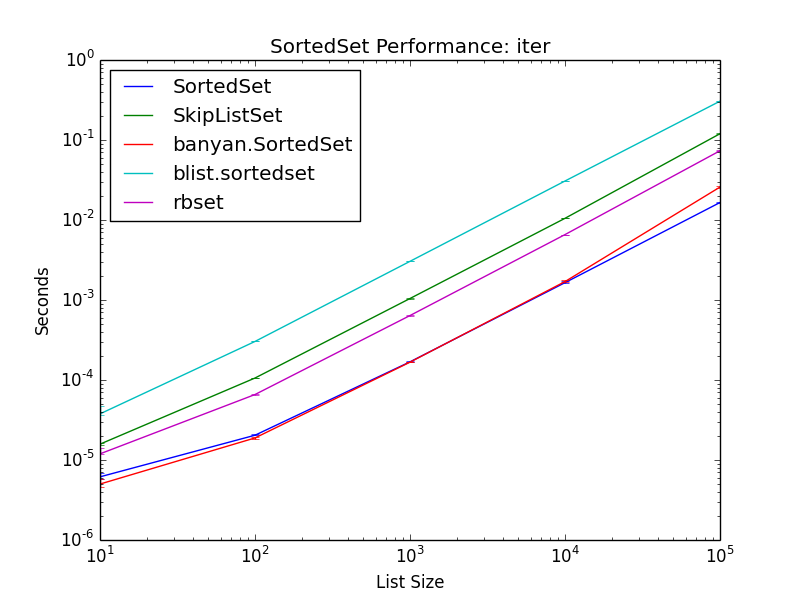 SortedSet Performance: iter
10^0
SortedSet
SkipListSet
banyan.SortedSet
blist.sortedset
rbset
10^-1
10^-2
10^-3
10^-4
10^-5
10^-6
Seconds
10^1
10^2
10^3
10^4
10^5
List Size